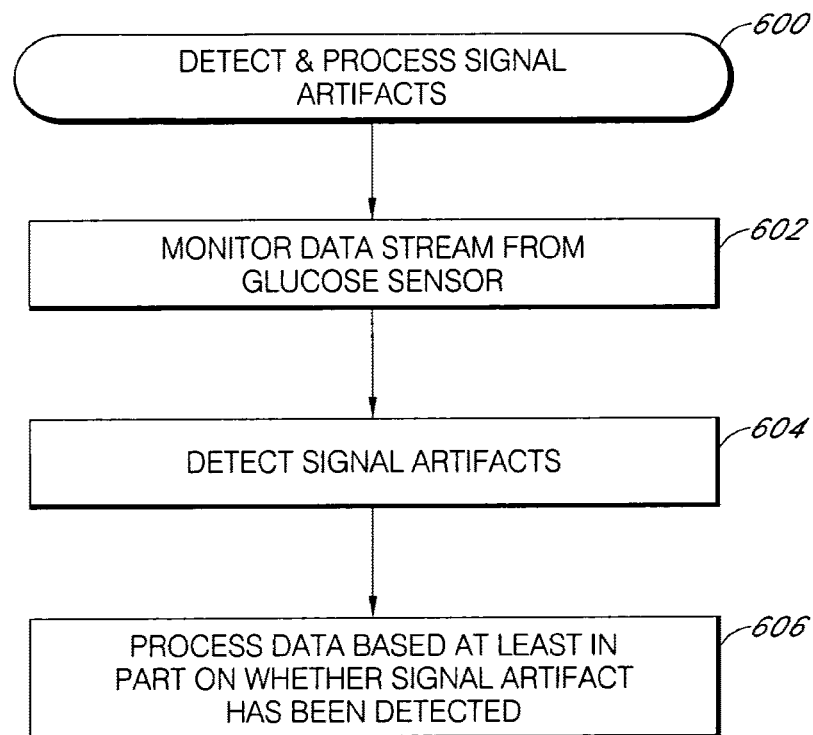 600
DETECT & PROCESS SIGNAL
ARTIFACTS
602
MONITOR DATA STREAM FROM
GLUCOSE SENSOR
604
DETECT SIGNAL ARTIFACTS
606
PROCESS DATA BASED AT LEAST IN
PART ON WHETHER SIGNAL ARTIFACT
HAS BEEN DETECTED